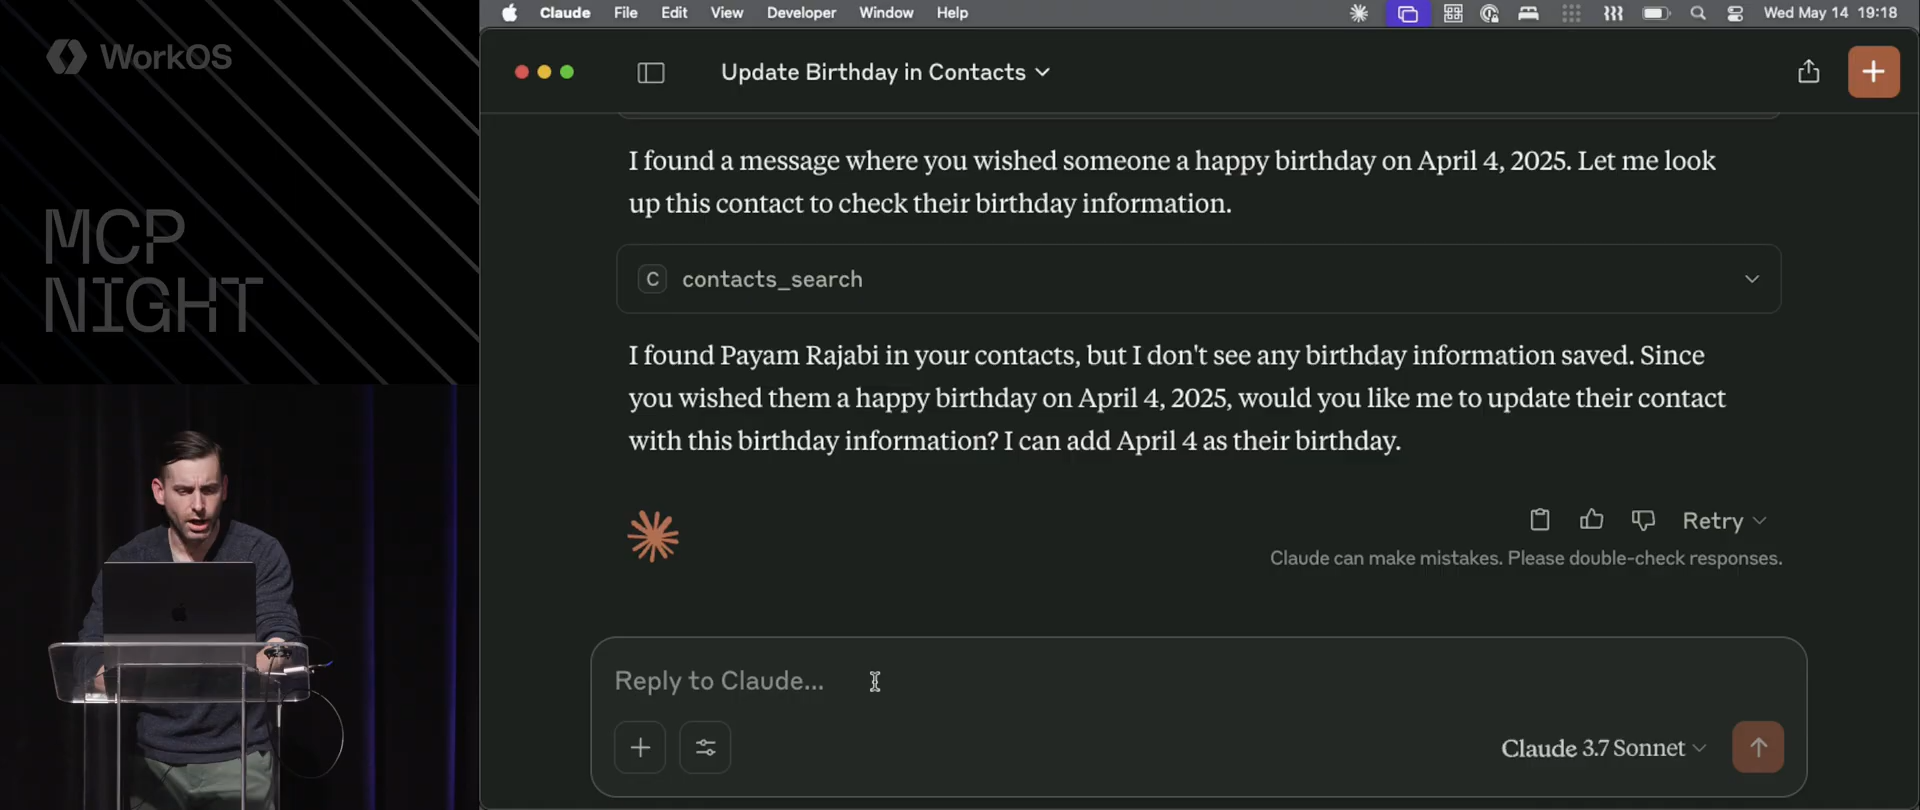 WorkOS
MCP
NIGHT
Claude File Edit View Developer Window Help
Wed May 14 19:18
Update Birthday in Contacts
I found a message where you wished someone a happy birthday on April 4, 2025. Let me look
up this contact to check their birthday information.
C contacts_search
I found Payam Rajabi in your contacts, but I don't see any birthday information saved. Since
you wished them a happy birthday on April 4, 2025, would you like me to update their contact
with this birthday information? I can add April 4 as their birthday.
Retry
Claude can make mistakes. Please double-check responses.
Reply to Claude...
Claude 3.7 Sonnet